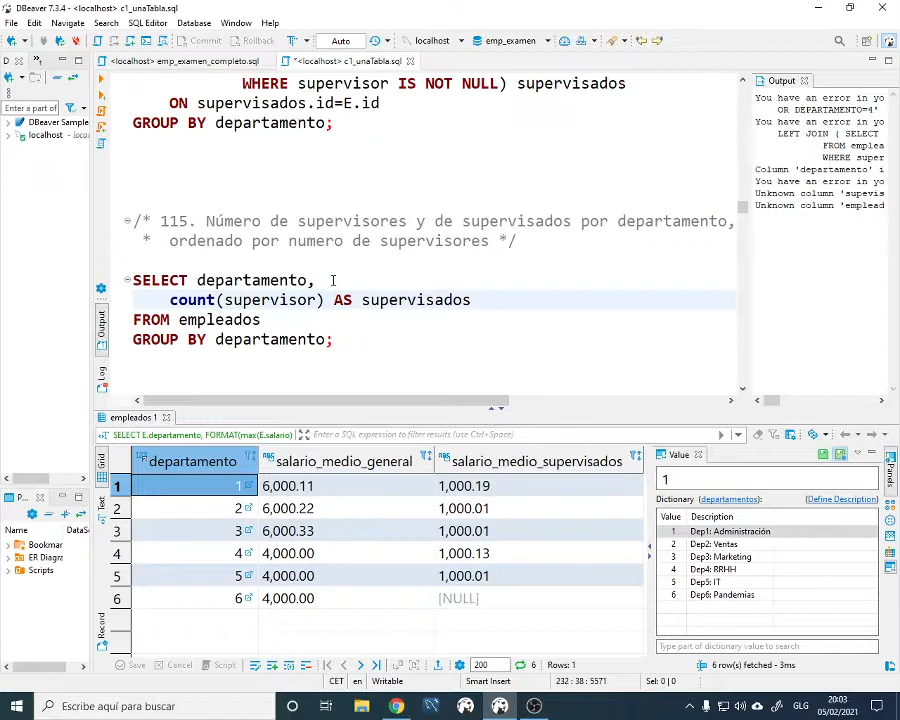 DBeaver 7.3.4 - <localhost> c1_unaTabla.sql
File Edit Navigate Search SQL Editor Database Window Help
Commit Rollback Auto localhost emp_examen
D <localhost> emp_examen_completo.sql *<localhost> c1_unaTabla.sql
Output
Enter a part of
DBeaver Sample
localhost - loca
WHERE supervisor IS NOT NULL) supervisados
ON supervisados.id=E.id
GROUP BY departamento;
/* 115. Número de supervisores y de supervisados por departamento,
* ordenado por numero de supervisores */
SELECT departamento,
count(supervisor) AS supervisados
FROM empleados
GROUP BY departamento;
You have an error in yo
OR DEPARTAMENTO=4'
You have an error in yo
LEFT JOIN ( SELECT
FROM emplea
WHERE super
Column 'departamento' i
You have an error in yo
Unknown column 'supevis
Unknown column 'emplead
Output
Log
empleados 1
SELECT E.departamento, FORMAT(max(E.salario) Enter a SQL expression to filter results (use Ctrl+Space)
Grid
Text
Record
departamento salario_medio_general salario_medio_supervisados
1 1 6,000.11 1,000.19
2 2 6,000.22 1,000.01
3 3 6,000.33 1,000.01
4 4 4,000.00 1,000.13
5 5 4,000.00 1,000.01
6 6 4,000.00 [NULL]
Value
1
Dictionary (departamentos): (Define Description)
Value Description
1 Dep1: Administración
2 Dep2: Ventas
3 Dep3: Marketing
4 Dep4: RRHH
5 Dep5: IT
6 Dep6: Pandemias
Type part of dictionary value to search
Panels
P...
Name DataS
Bookmar
ER Diagra
Scripts
Save Cancel Script 200 6 Rows: 1 6 row(s) fetched - 3ms
CET en Writable Smart Insert 232 : 38 : 5571 Sel: 0 | 0
Escribe aquí para buscar
GLG
20:03
05/02/2021